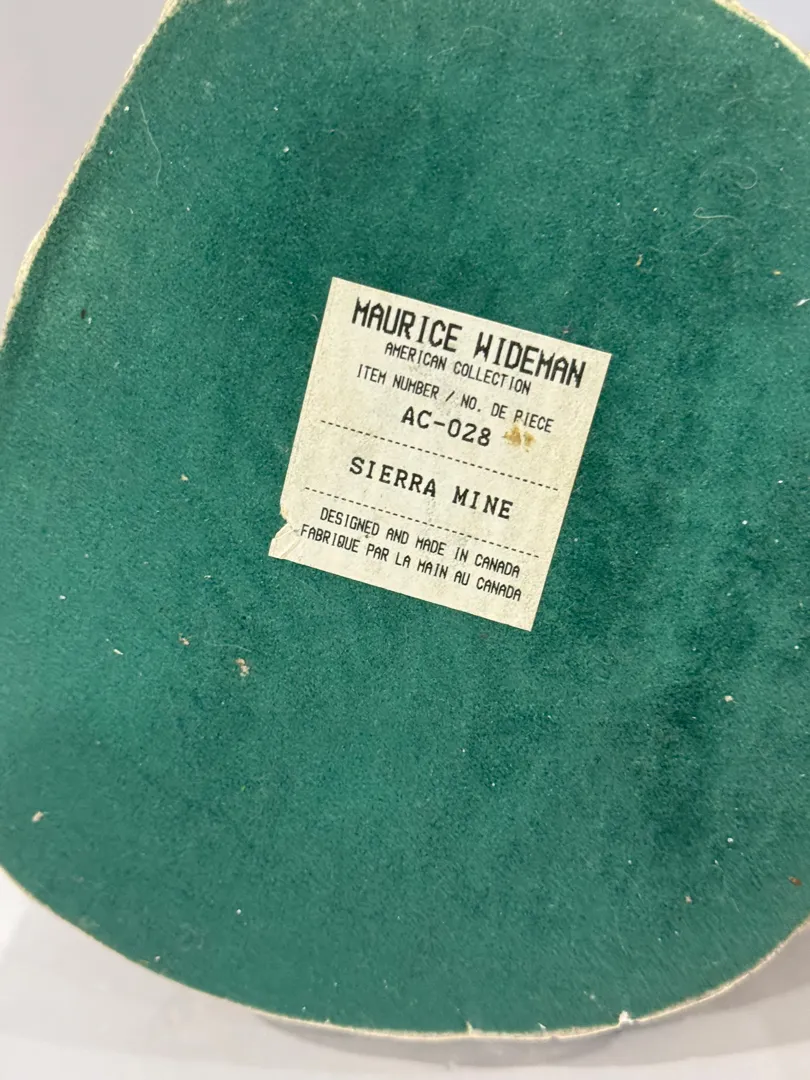 MAURICE WIDEMAN
AMERICAN COLLECTION
ITEM NUMBER / NO. DE PIECE
AC-028
SIERRA MINE
DESIGNED AND MADE IN CANADA
FABRIQUE PAR LA MAIN AU CANADA